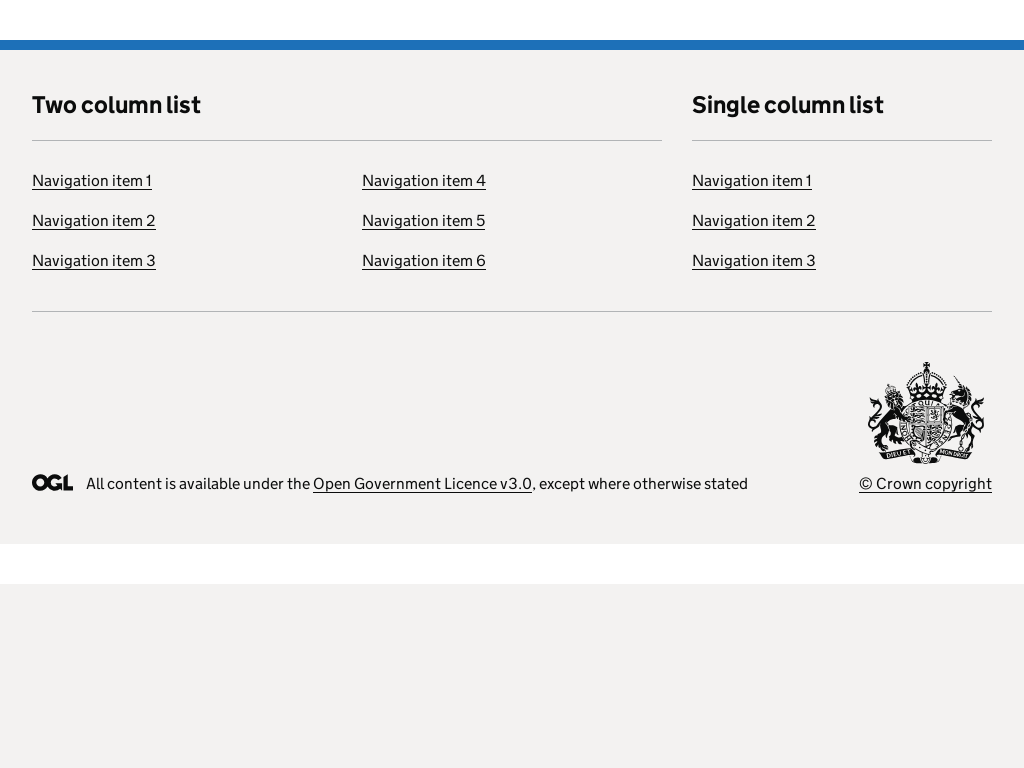 Two column list
Navigation item 1
Navigation item 2
Navigation item 3
Navigation item 4
Navigation item 5
Navigation item 6
Single column list
Navigation item 1
Navigation item 2
Navigation item 3
OGL All content is available under the Open Government Licence v3.0, except where otherwise stated
QUI
DIEU ET MON DROIT
© Crown copyright